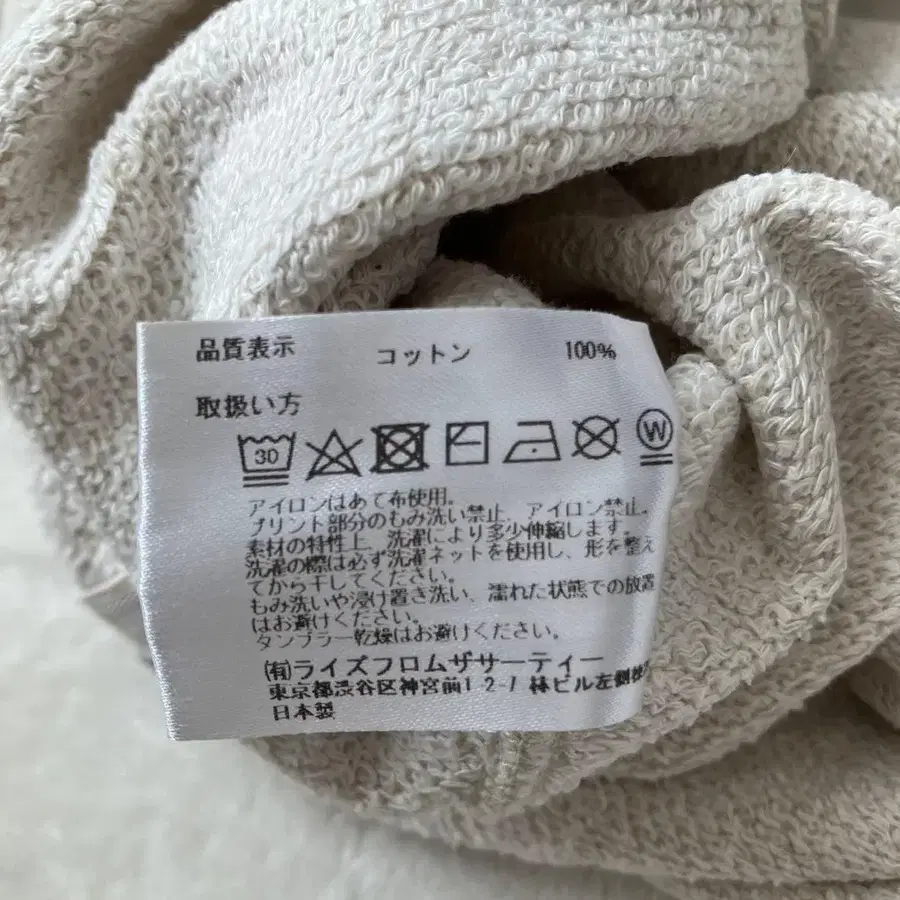 品質表示 コットン 100%
取扱い方
30 W
アイロンはあて布使用。
プリント部分のもみ洗い禁止、アイロン禁止。
素材の特性上、洗濯により多少伸縮します。
洗濯の際は必ず洗濯ネットを使用し、形を整え
てから干してください。
もみ洗いや浸け置き洗い、濡れた状態での放置
はお避けください。
タンブラー乾燥はお避けください。
(有)ライズフロムザサーティー
東京都渋谷区神宮前1-2-7 林ビル左側
日本製